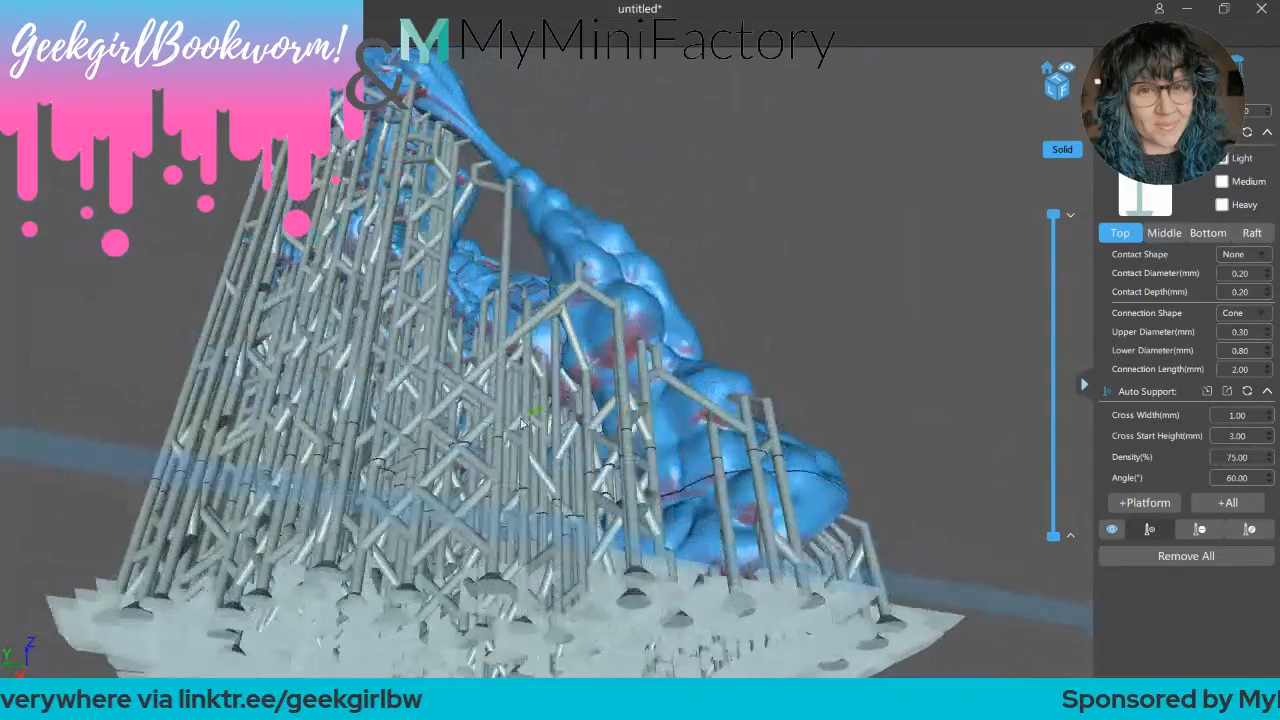 untitled*
GeekgirlBookworm!
&
MyMiniFactory
Solid
Light
Medium
Heavy
Top Middle Bottom Raft
Contact Shape None
Contact Diameter(mm) 0.20
Contact Depth(mm) 0.20
Connection Shape Cone
Upper Diameter(mm) 0.30
Lower Diameter(mm) 0.80
Connection Length(mm) 2.00
Auto Support:
Cross Width(mm) 1.00
Cross Start Height(mm) 3.00
Density(%) 75.00
Angle(°) 60.00
+Platform +All
Remove All
Z
Y
verywhere via linktr.ee/geekgirlbw Sponsored by Myl